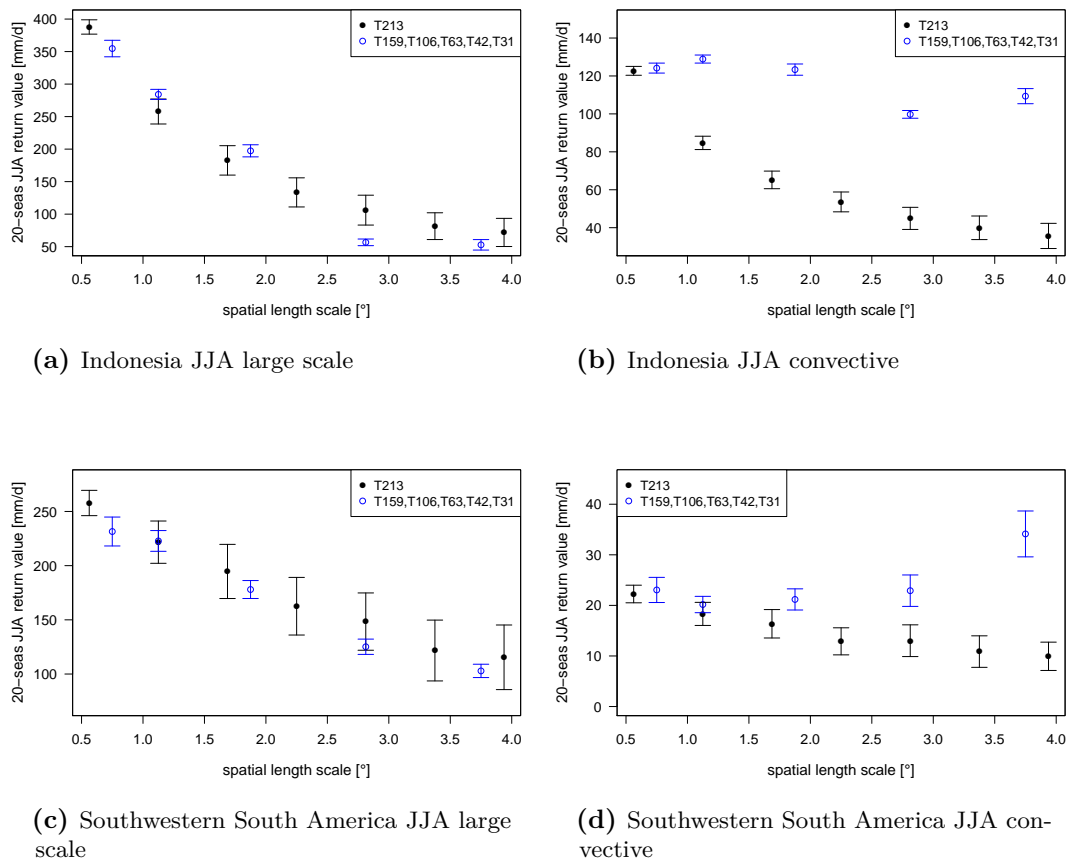 20−seas JJA return value [mm/d]
400
350
300
250
200
150
100
50
0.5 1.0 1.5 2.0 2.5 3.0 3.5 4.0
spatial length scale [°]
T213
T159,T106,T63,T42,T31
(a) Indonesia JJA large scale
20−seas JJA return value [mm/d]
140
120
100
80
60
40
0.5 1.0 1.5 2.0 2.5 3.0 3.5 4.0
spatial length scale [°]
T213
T159,T106,T63,T42,T31
(b) Indonesia JJA convective
20−seas JJA return value [mm/d]
250
200
150
100
0.5 1.0 1.5 2.0 2.5 3.0 3.5 4.0
spatial length scale [°]
T213
T159,T106,T63,T42,T31
(c) Southwestern South America JJA large
scale
20−seas JJA return value [mm/d]
40
30
20
10
0
0.5 1.0 1.5 2.0 2.5 3.0 3.5 4.0
spatial length scale [°]
T213
T159,T106,T63,T42,T31
(d) Southwestern South America JJA con-
vective